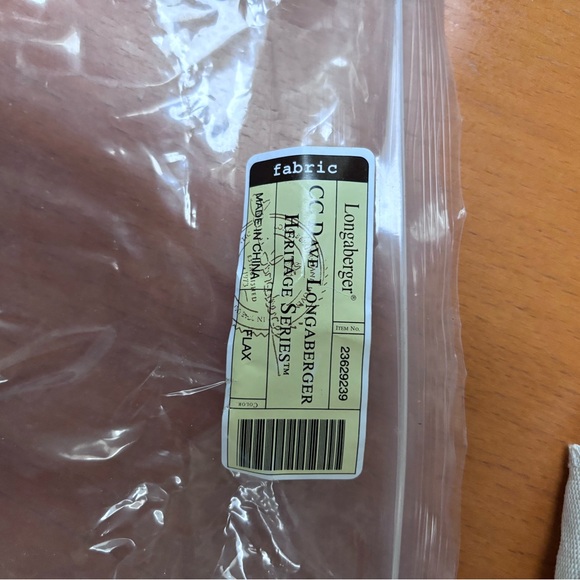 fabric
Longaberger®
ITEM NO.
23629239
CC DAVE LONGABERGER
HERITAGE SERIES™
MADE IN CHINA
FLAX
COLOR